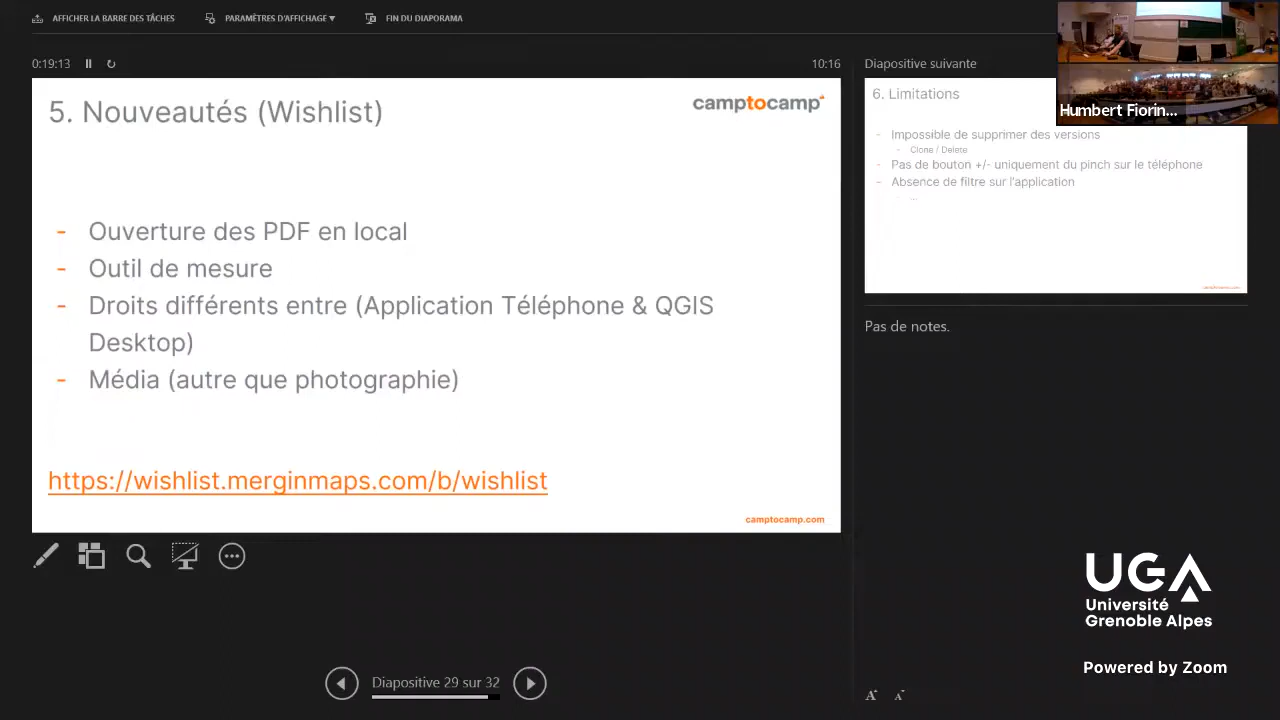 AFFICHER LA BARRE DES TÂCHES
PARAMÈTRES D'AFFICHAGE ▼
FIN DU DIAPORAMA
0:19:13
10:16
Diapositive suivante
5. Nouveautés (Wishlist)
camptocamp
- Ouverture des PDF en local
- Outil de mesure
- Droits différents entre (Application Téléphone & QGIS
Desktop)
- Média (autre que photographie)
https://wishlist.merginmaps.com/b/wishlist
camptocamp.com
6. Limitations
- Impossible de supprimer des versions
- Clone / Delete
- Pas de bouton +/- uniquement du pinch sur le téléphone
- Absence de filtre sur l'application
- ...
camptocamp.com
Humbert Fiorin...
Pas de notes.
Diapositive 29 sur 32
A A
UGA
Université
Grenoble Alpes
Powered by Zoom